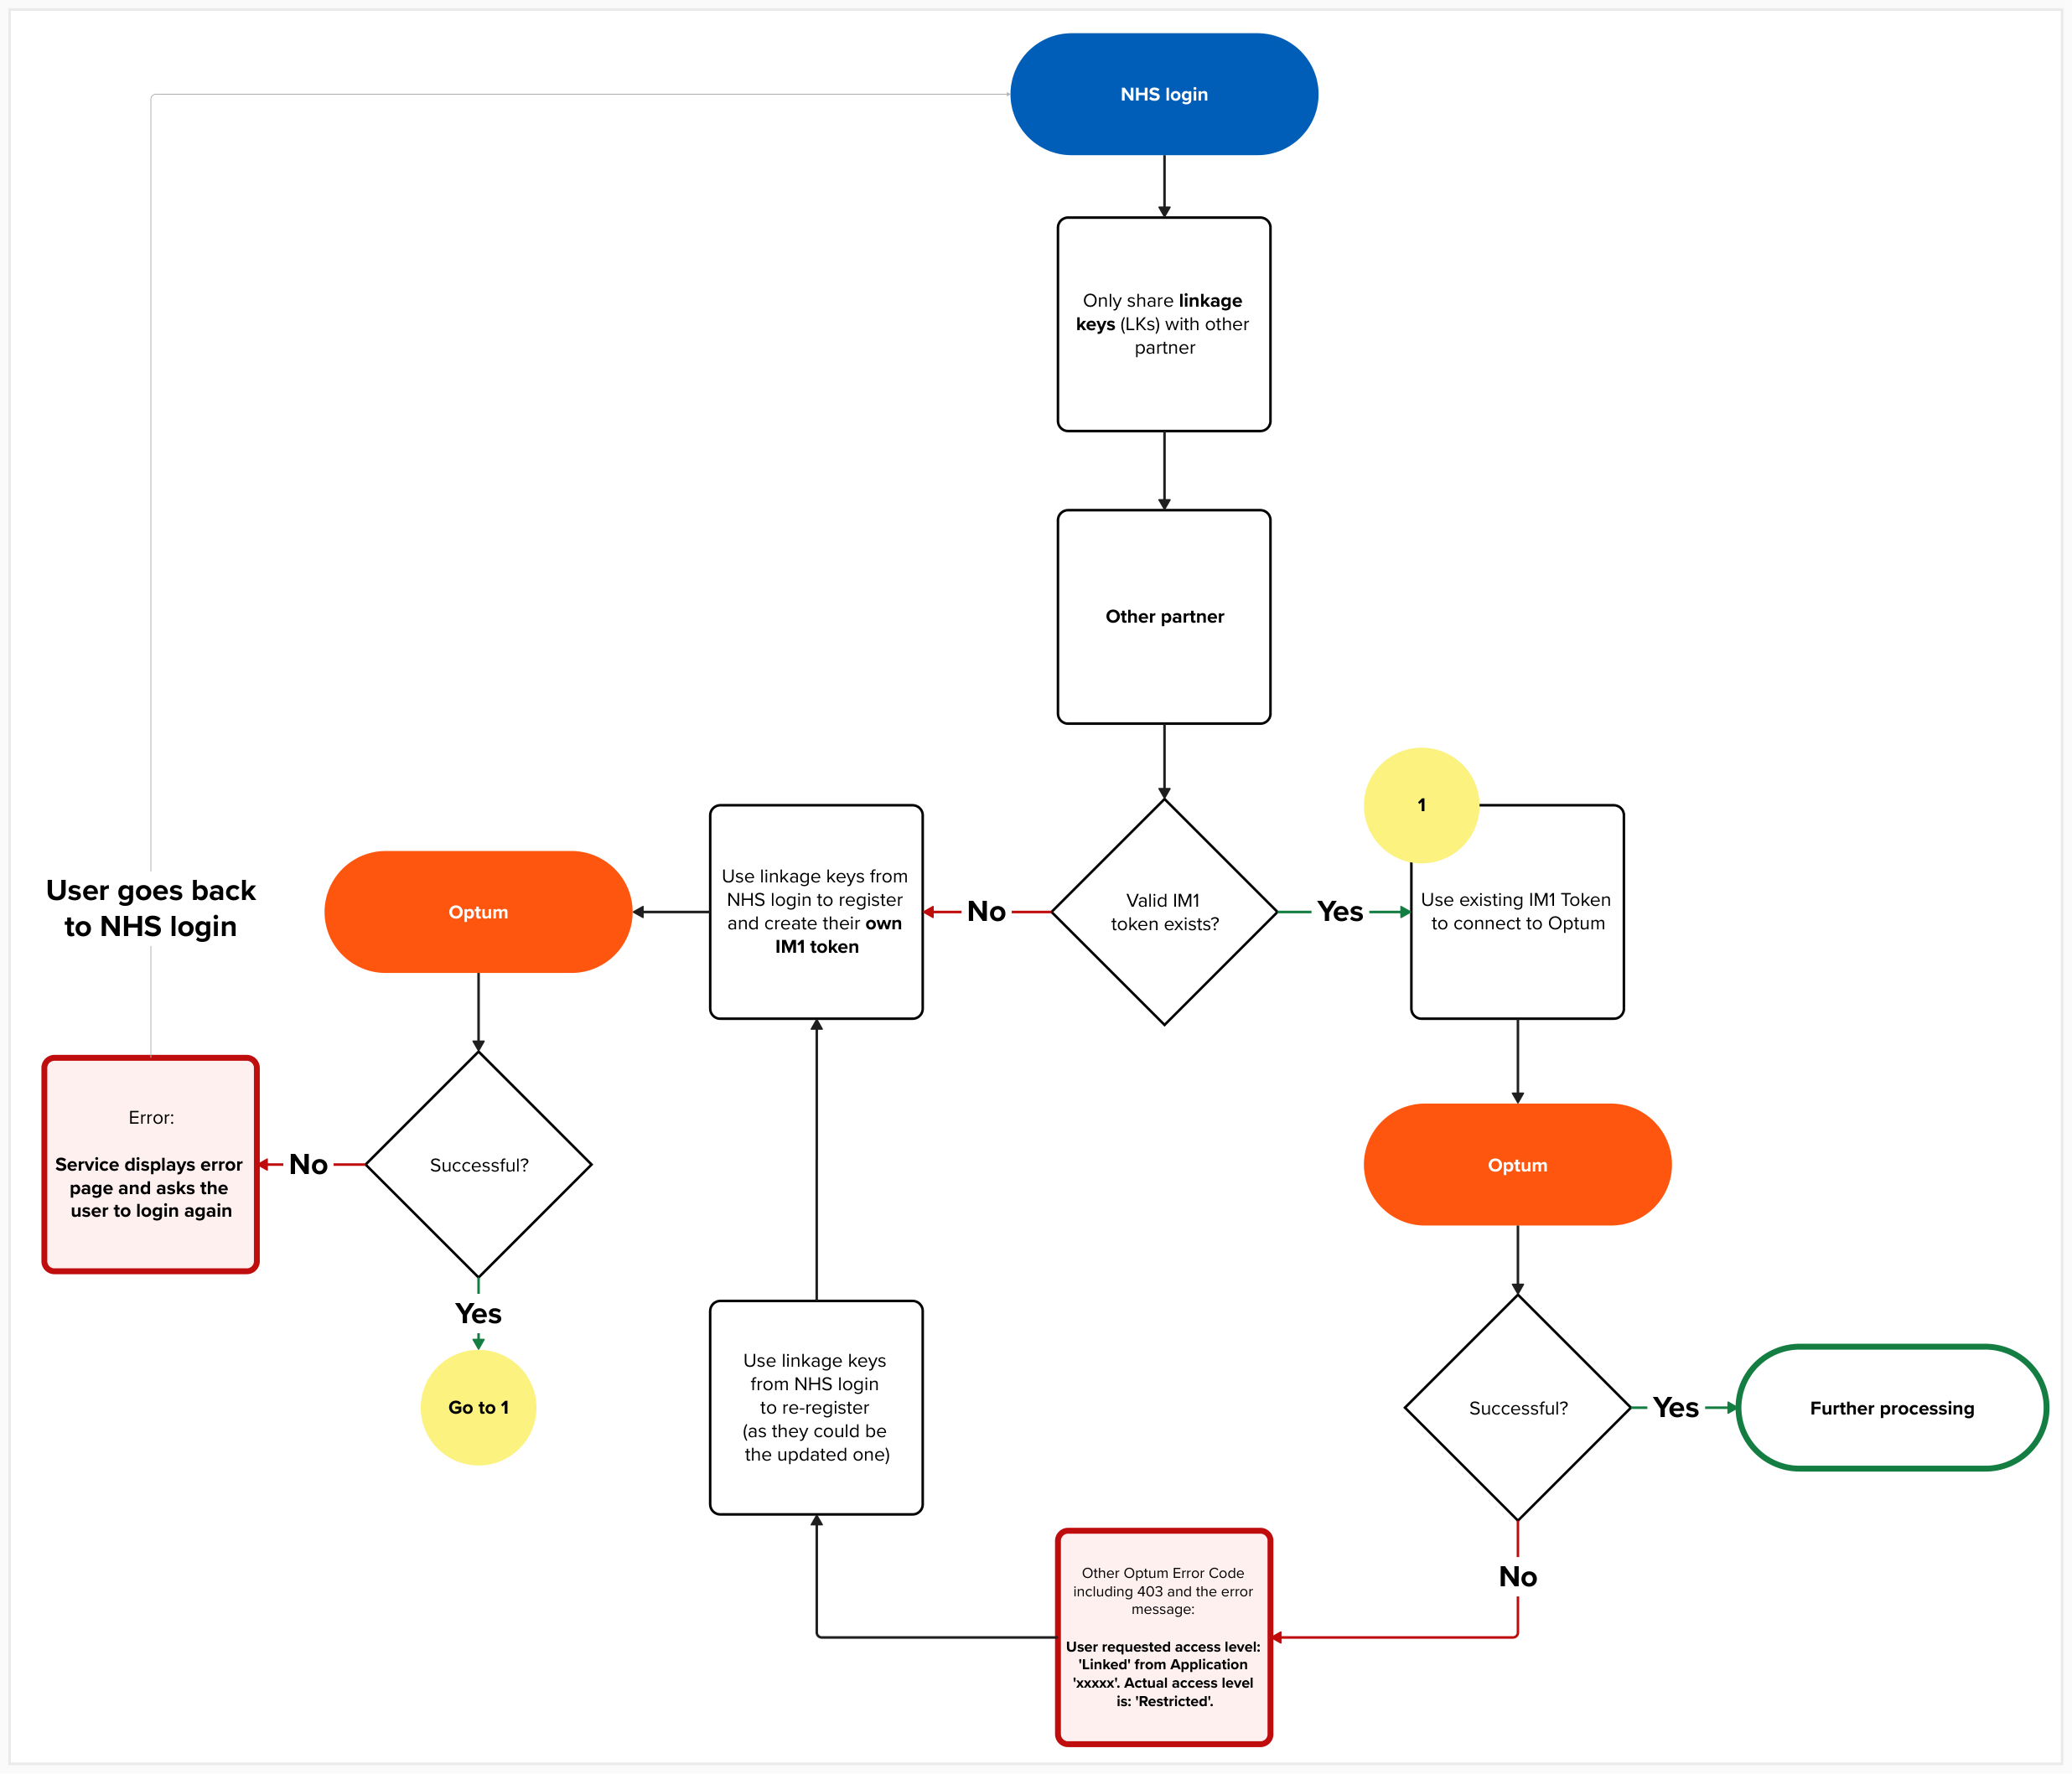 NHS login
Only share linkage
keys (LKs) with other
partner
Other partner
1
Valid IM1
token exists?
Yes
Use existing IM1 Token
to connect to Optum
No
Use linkage keys from
NHS login to register
and create their own
IM1 token
Optum
User goes back
to NHS login
Successful?
No
Error:
Service displays error
page and asks the
user to login again
Yes
Go to 1
Optum
Successful?
Yes
Further processing
No
Other Optum Error Code
including 403 and the error
message:
User requested access level:
'Linked' from Application
'xxxxx'. Actual access level
is: 'Restricted'.
Use linkage keys
from NHS login
to re-register
(as they could be
the updated one)